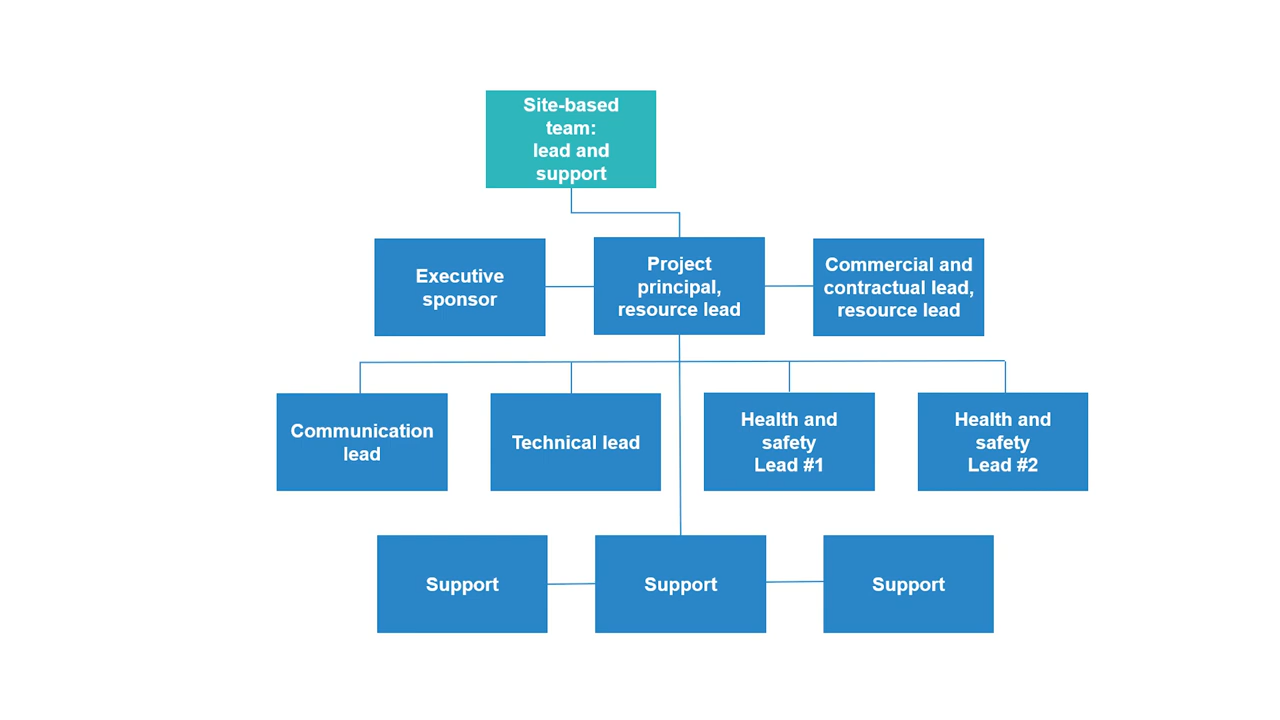 Site-based
team:
lead and
support
Executive
sponsor
Project
principal,
resource lead
Commercial and
contractual lead,
resource lead
Communication
lead
Technical lead
Health and
safety
Lead #1
Health and
safety
Lead #2
Support
Support
Support